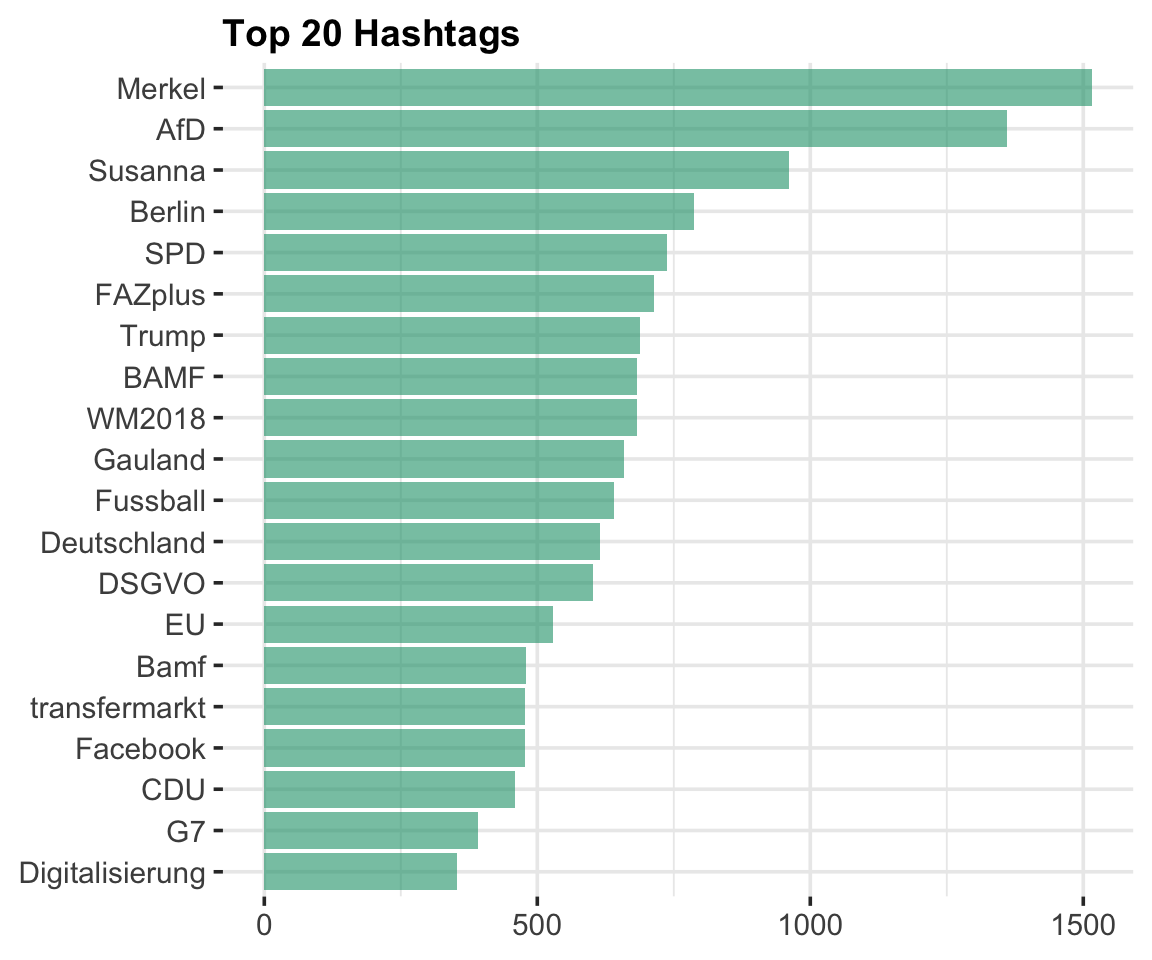 Top 20 Hashtags
Merkel
AfD
Susanna
Berlin
SPD
FAZplus
Trump
BAMF
WM2018
Gauland
Fussball
Deutschland
DSGVO
EU
Bamf
transfermarkt
Facebook
CDU
G7
Digitalisierung
0 500 1000 1500